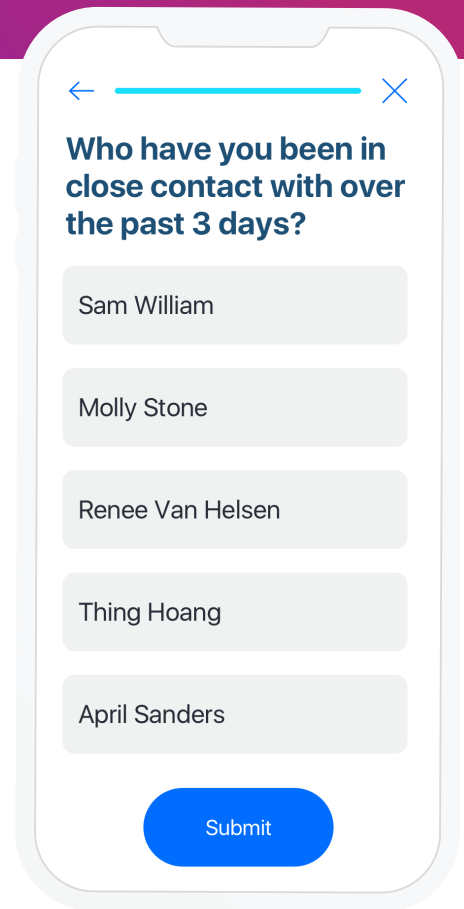 Who have you been in
close contact with over
the past 3 days?
Sam William
Molly Stone
Renee Van Helsen
Thing Hoang
April Sanders
Submit